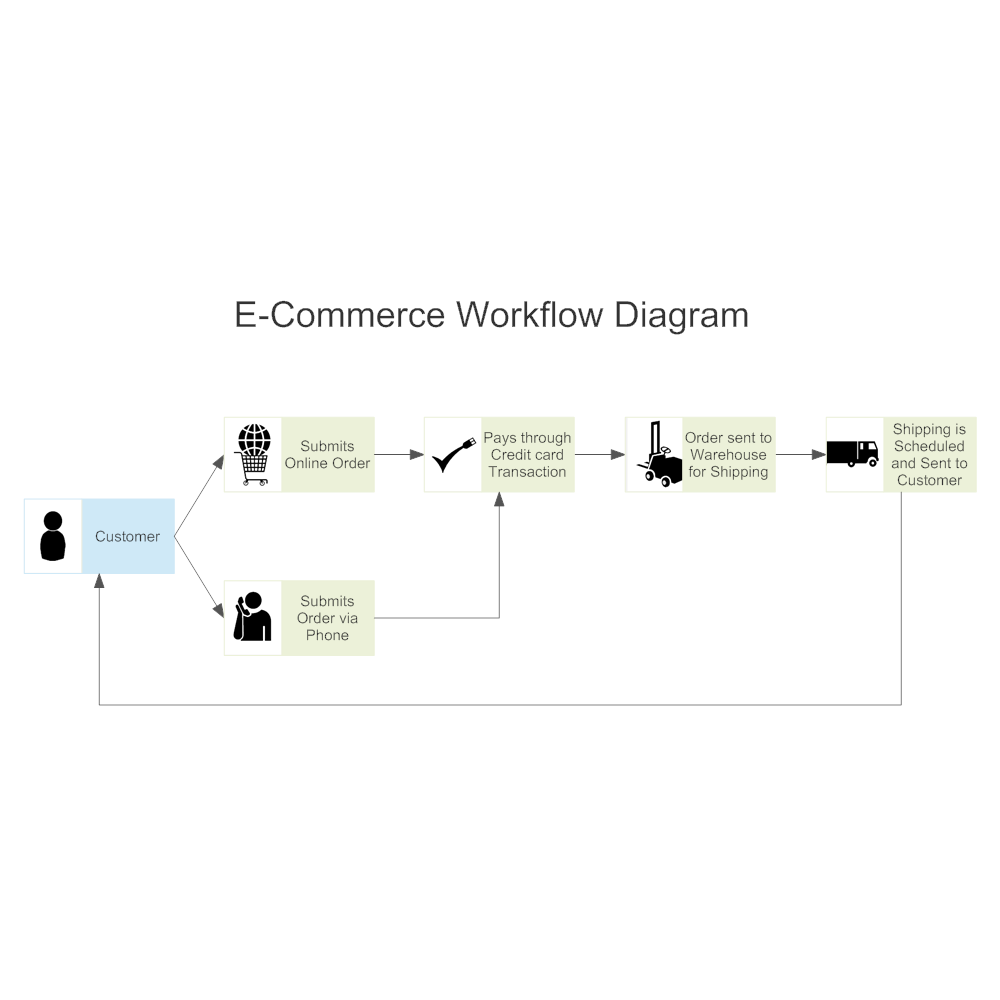 E-Commerce Workflow Diagram
Submits
Online Order
Pays through
Credit card
Transaction
Order sent to
Warehouse
for Shipping
Shipping is
Scheduled
and Sent to
Customer
Customer
Submits
Order via
Phone